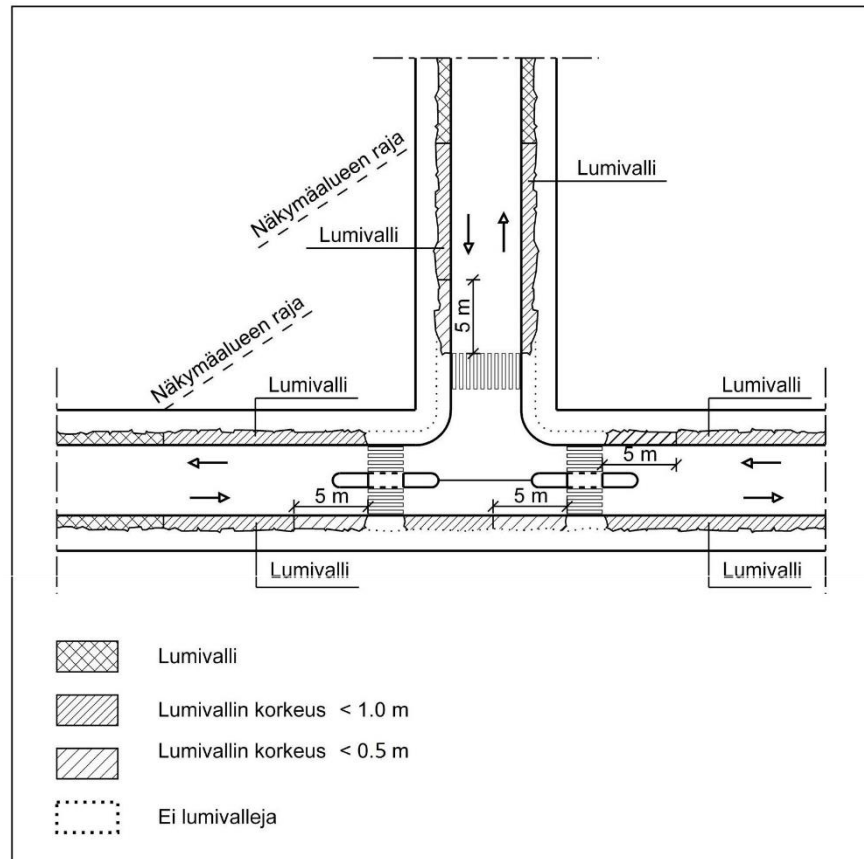 Näkymäalueen raja
Lumivalli
Lumivalli
5 m
Näkymäalueen raja
Lumivalli
Lumivalli
5 m
5 m
5 m
Lumivalli
Lumivalli
Lumivalli
Lumivallin korkeus < 1.0 m
Lumivallin korkeus < 0.5 m
Ei lumivalleja